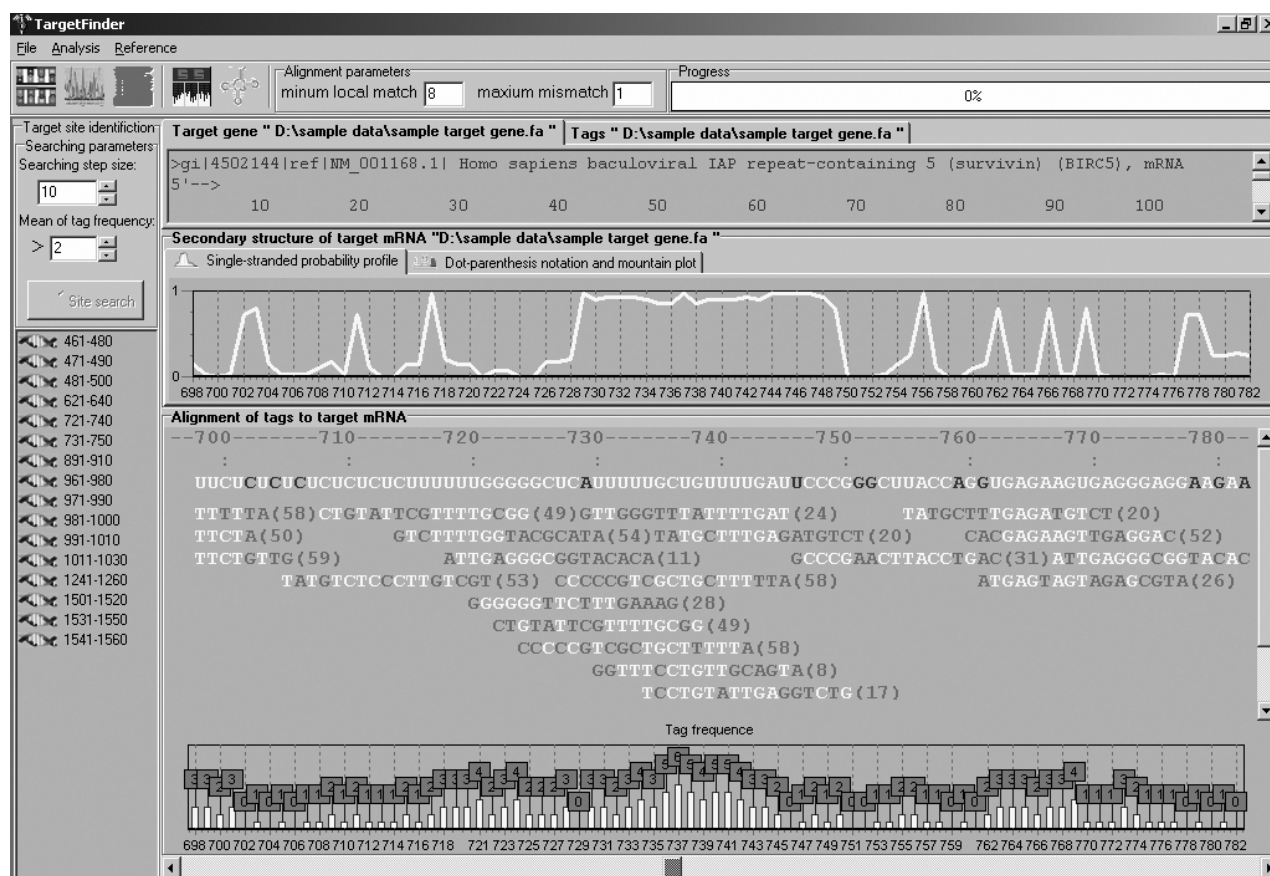 TargetFinder
File Analysis Reference
Alignment parameters
minum local match 8 maxium mismatch 1
Progress
0%
Target site identifiction
Searching parameters
Searching step size:
10
Mean of tag frequency:
> 2
Site search
461-480
471-490
481-500
621-640
721-740
731-750
891-910
961-980
971-990
981-1000
991-1010
1011-1030
1241-1260
1501-1520
1531-1550
1541-1560
Target gene " D:\sample data\sample target gene.fa " Tags " D:\sample data\sample target gene.fa "
>gi|4502144|ref|NM_001168.1| Homo sapiens baculoviral IAP repeat-containing 5 (survivin) (BIRC5), mRNA
5'-->
10 20 30 40 50 60 70 80 90 100
Secondary structure of target mRNA "D:\sample data\sample target gene.fa "
Single-stranded probability profile Dot-parenthesis notation and mountain plot
1
0
698 700 702 704 706 708 710 712 714 716 718 720 722 724 726 728 730 732 734 736 738 740 742 744 746 748 750 752 754 756 758 760 762 764 766 768 770 772 774 776 778 780 782
Alignment of tags to target mRNA
--700-------710-------720-------730-------740-------750-------760-------770-------780--
: : : : : : : : :
UUCUCUCUCUCUCUCUCUUUUUUGGGGGCUCAUUUUUGCUGUUUUGAUUCCCGGGCUUACCAGGUGAGAAGUGAGGGAGGAAGAA
TTTTTA(58)CTGTATTCGTTTTGCGG(49)GTTGGGTTTATTTTGAT(24) TATGCTTTGAGATGTCT(20)
TTCTA(50) GTCTTTTGGTACGCATA(54)TATGCTTTGAGATGTCT(20) CACGAGAAGTTGAGGAC(52)
TTCTGTTG(59) ATTGAGGGCGGTACACA(11) GCCCGAACTTACCTGAC(31)ATTGAGGGCGGTACAC
TATGTCTCCCTTGTCGT(53) CCCCCGTCGCTGCTTTTTA(58) ATGAGTAGTAGAGCGTA(26)
GGGGGGTTCTTTGAAAG(28)
CTGTATTCGTTTTGCGG(49)
CCCCCGTCGCTGCTTTTTA(58)
GGTTTCCTGTTGCAGTA(8)
TCCTGTATTGAGGTCTG(17)
Tag frequence
698 700 702 704 706 708 710 712 714 716 718 721 723 725 727 729 731 733 735 737 739 741 743 745 747 749 751 753 755 757 759 762 764 766 768 770 772 774 776 778 780 782